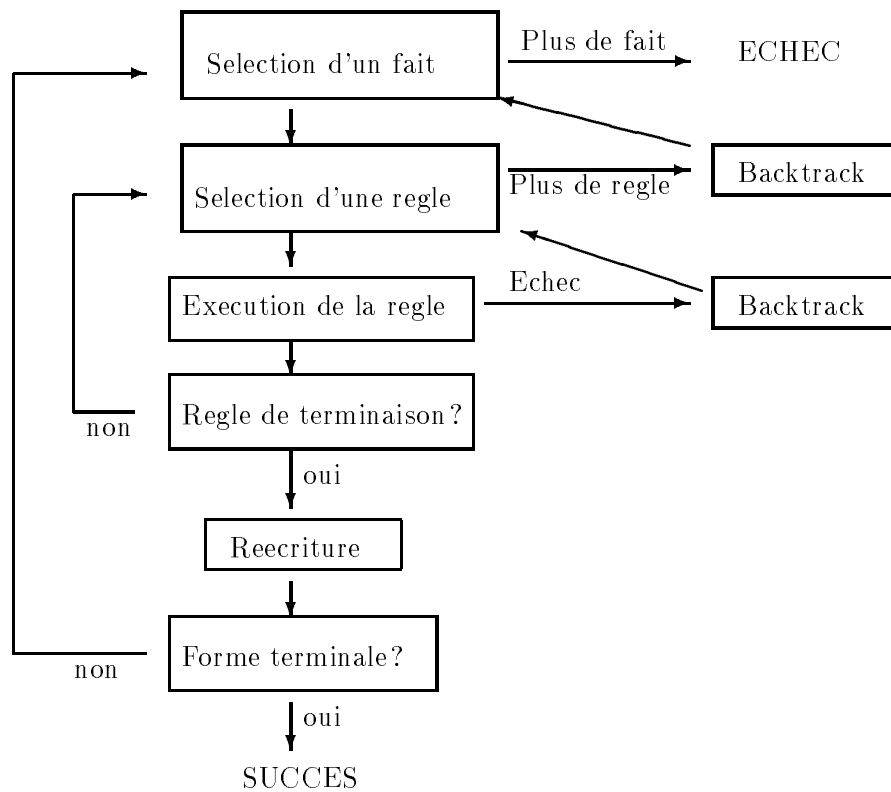 Plus de fait
ECHEC
Selection d'un fait
Backtrack
Plus de regle
Selection d'une regle
Echec
Execution de la regle
Backtrack
Regle de terminaison?
non
oui
Reecriture
Forme terminale?
non
oui
SUCCES